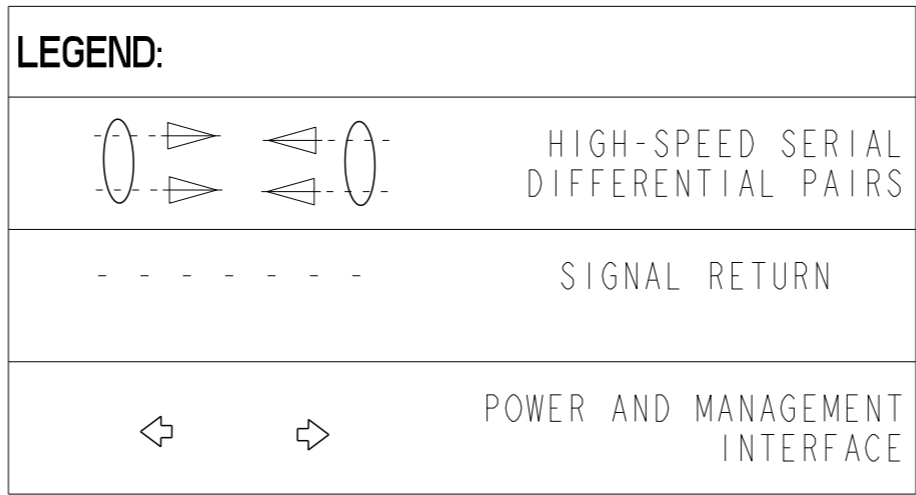 LEGEND:
HIGH-SPEED SERIAL
DIFFERENTIAL PAIRS
SIGNAL RETURN
POWER AND MANAGEMENT
INTERFACE